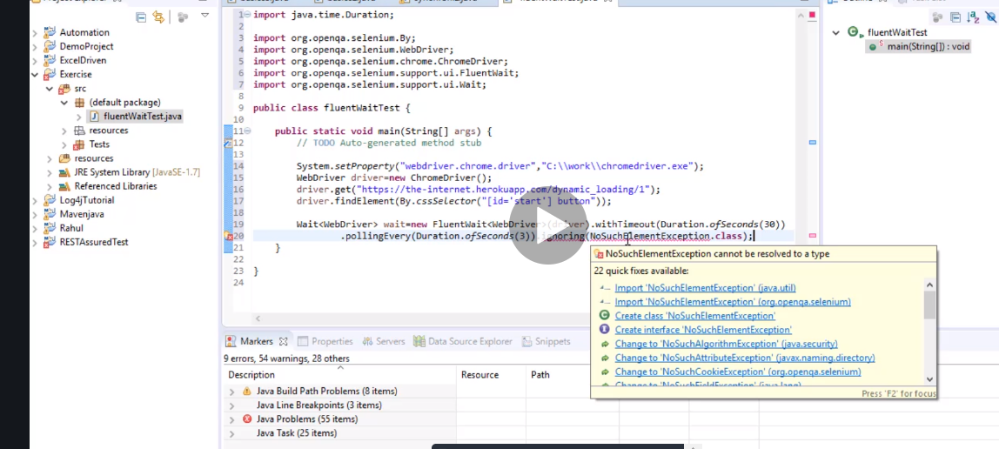 Automation
DemoProject
ExcelDriven
Exercise
src
(default package)
fluentWaitTest.java
resources
Tests
resources
JRE System Library [JavaSE-1.7]
Referenced Libraries
Log4jTutorial
Mavenjava
Rahul
RESTAssuredTest
1 import java.time.Duration;
2
3 import org.openqa.selenium.By;
4 import org.openqa.selenium.WebDriver;
5 import org.openqa.selenium.chrome.ChromeDriver;
6 import org.openqa.selenium.support.ui.FluentWait;
7 import org.openqa.selenium.support.ui.Wait;
8
9 public class fluentWaitTest {
10
11 public static void main(String[] args) {
12 // TODO Auto-generated method stub
13
14 System.setProperty("webdriver.chrome.driver","C:\\work\\chromedriver.exe");
15 WebDriver driver=new ChromeDriver();
16 driver.get("https://the-internet.herokuapp.com/dynamic_loading/1");
17 driver.findElement(By.cssSelector("[id='start'] button"));
18
19 Wait<WebDriver> wait=new FluentWait<WebDriver>(driver).withTimeout(Duration.ofSeconds(30))
20 .pollingEvery(Duration.ofSeconds(3)).ignoring(NoSuchElementException.class);
21 }
22
23 }
24
NoSuchElementException cannot be resolved to a type
22 quick fixes available:
Import 'NoSuchElementException' (java.util)
Import 'NoSuchElementException' (org.openqa.selenium)
Create class 'NoSuchElementException'
Create interface 'NoSuchElementException'
Change to 'NoSuchAlgorithmException' (java.security)
Change to 'NoSuchAttributeException' (javax.naming.directory)
Change to 'NoSuchCookieException' (org.openqa.selenium)
Change to 'NoSuchFieldException' (java.lang)
Press 'F2' for focus
fluentWaitTest
main(String[]) : void
Markers Properties Servers Data Source Explorer Snippets
9 errors, 54 warnings, 28 others
Description Resource Path
Java Build Path Problems (8 items)
Java Line Breakpoints (3 items)
Java Problems (55 items)
Java Task (25 items)